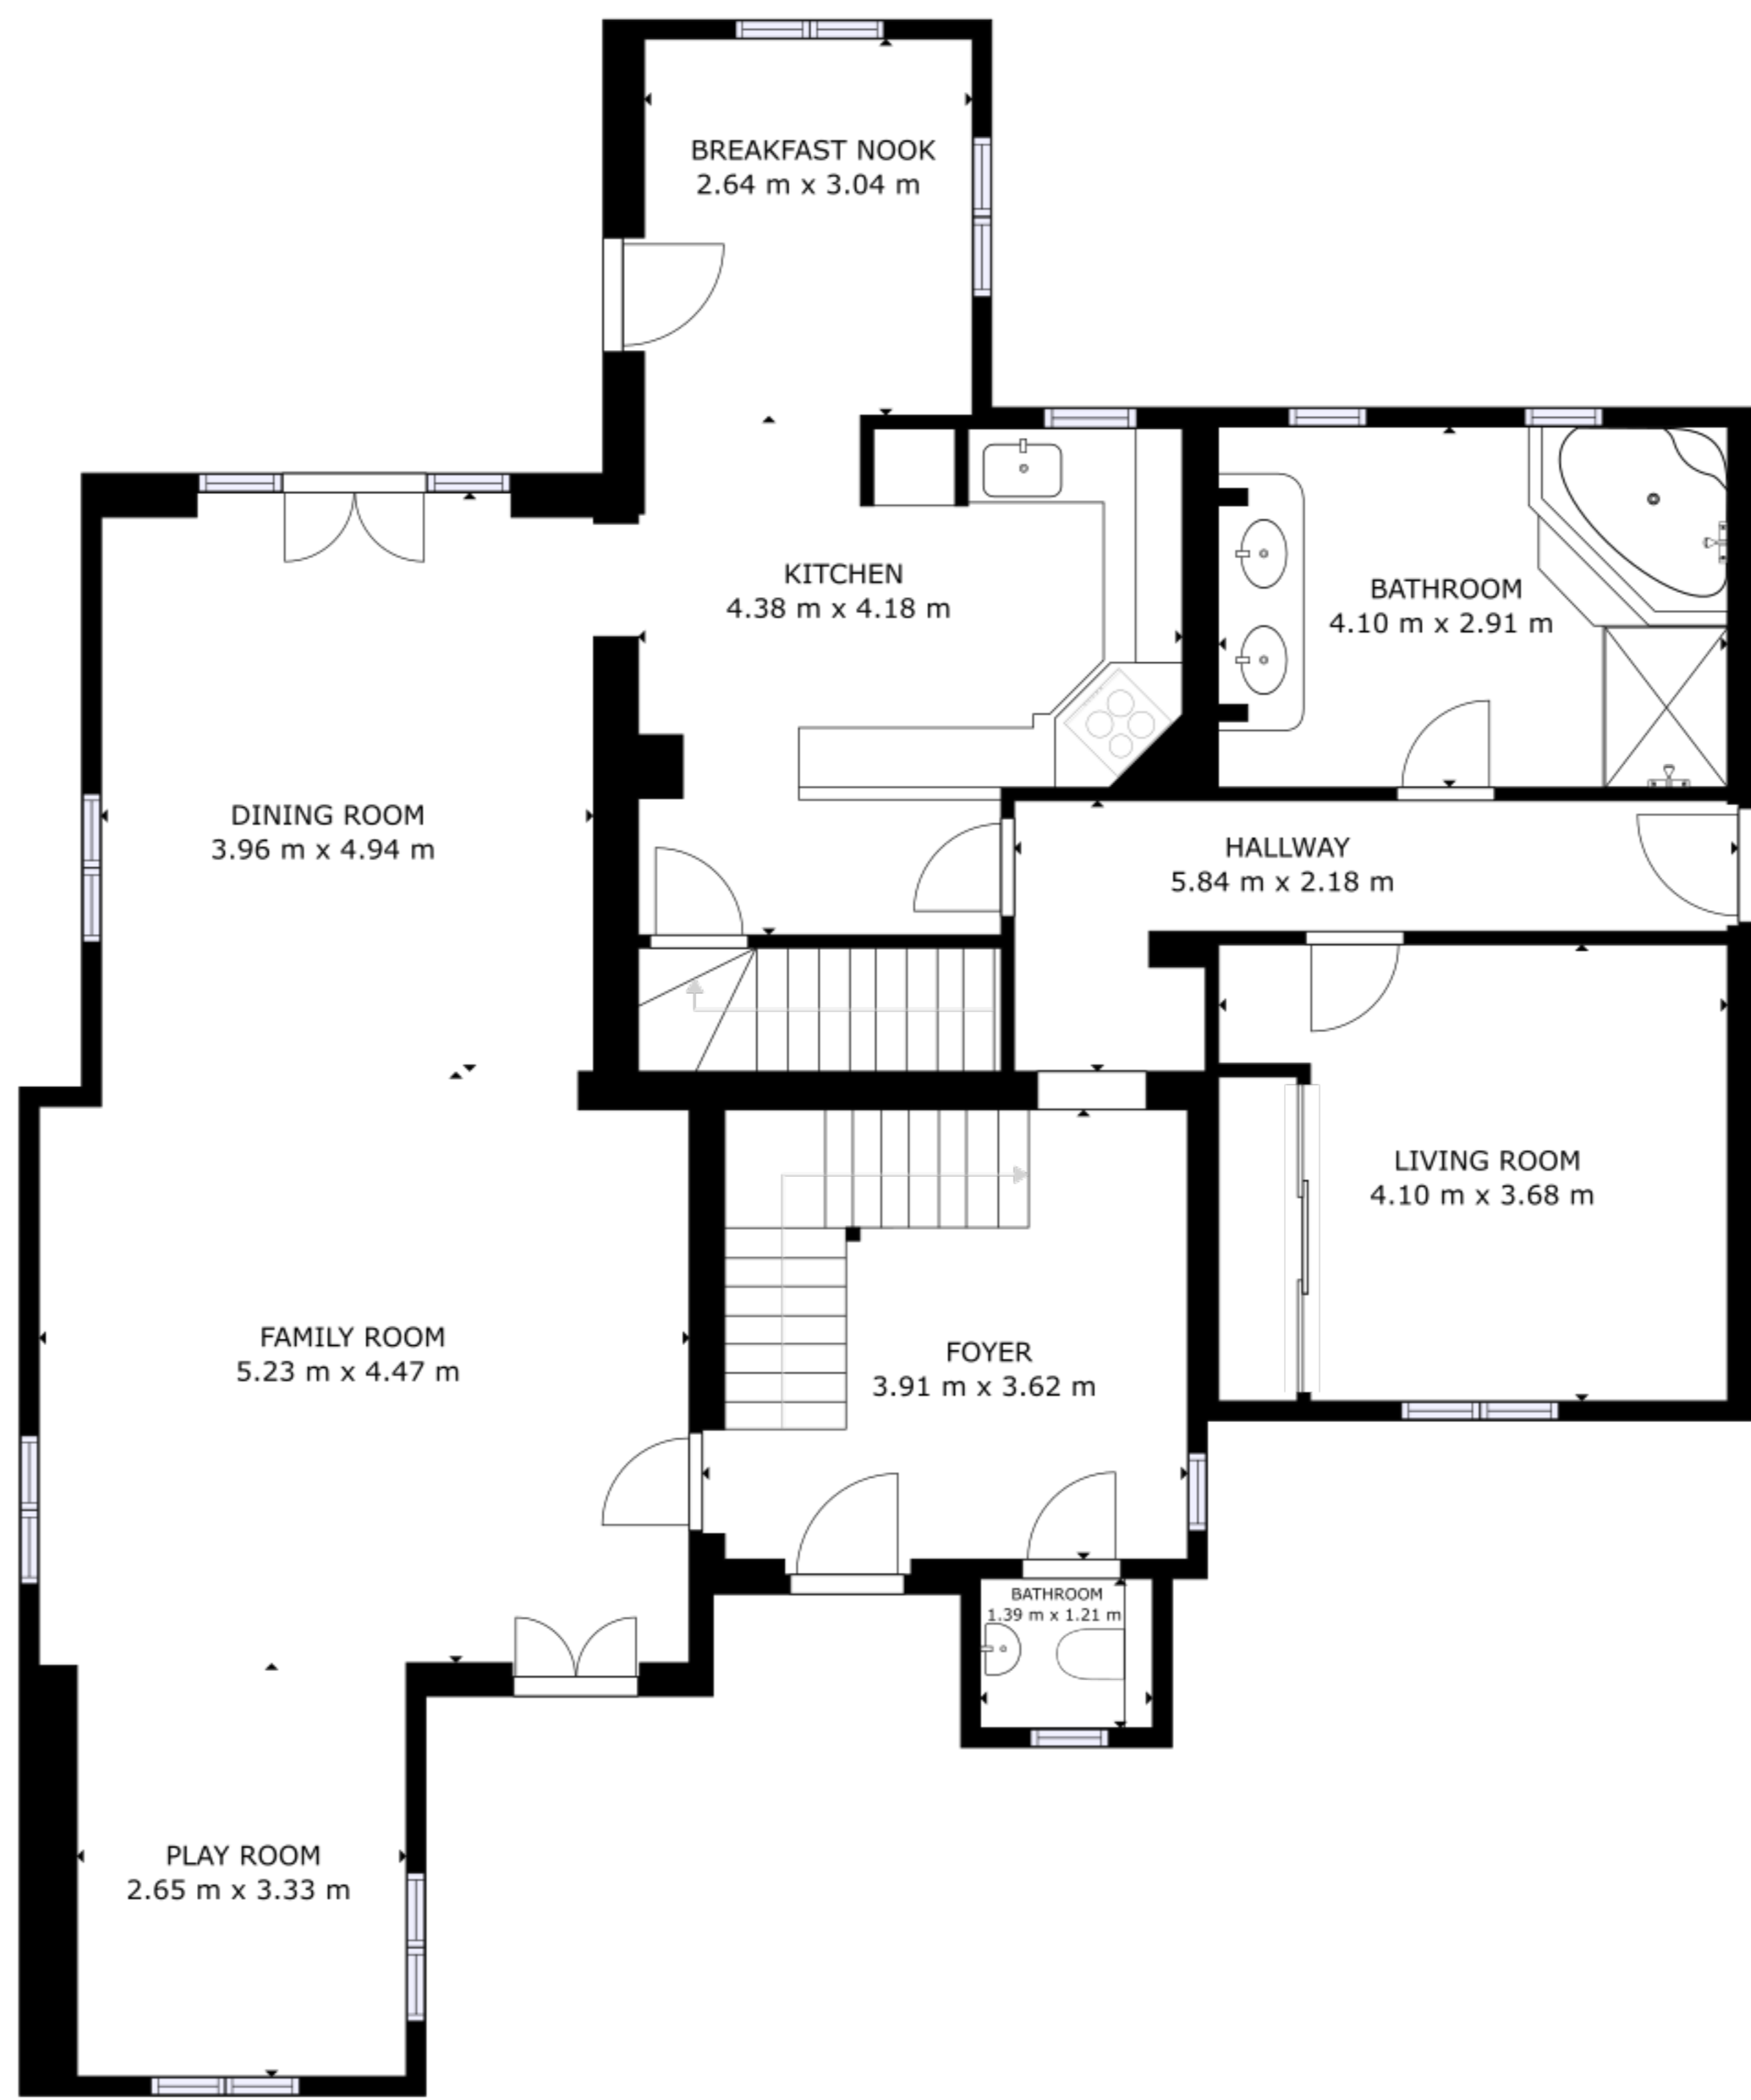 BREAKFAST NOOK
2.64 m x 3.04 m
KITCHEN
4.38 m x 4.18 m
BATHROOM
4.10 m x 2.91 m
DINING ROOM
3.96 m x 4.94 m
HALLWAY
5.84 m x 2.18 m
LIVING ROOM
4.10 m x 3.68 m
FAMILY ROOM
5.23 m x 4.47 m
FOYER
3.91 m x 3.62 m
BATHROOM
1.39 m x 1.21 m
PLAY ROOM
2.65 m x 3.33 m